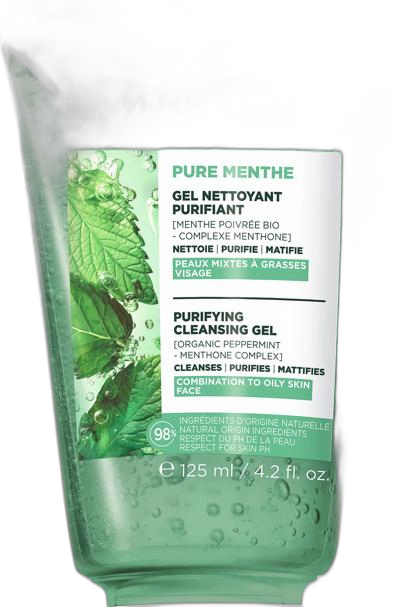 PURE MENTHE
GEL NETTOYANT
PURIFIANT
[MENTHE POIVRÉE BIO
- COMPLEXE MENTHONE]
NETTOIE | PURIFIE | MATIFIE
PEAUX MIXTES À GRASSES
VISAGE
PURIFYING
CLEANSING GEL
[ORGANIC PEPPERMINT
- MENTHONE COMPLEX]
CLEANSES | PURIFIES | MATTIFIES
COMBINATION TO OILY SKIN
FACE
98%
INGRÉDIENTS D'ORIGINE NATURELLE
NATURAL ORIGIN INGREDIENTS
RESPECT DU PH DE LA PEAU
RESPECT FOR SKIN PH
℮ 125 ml / 4.2 fl. oz.